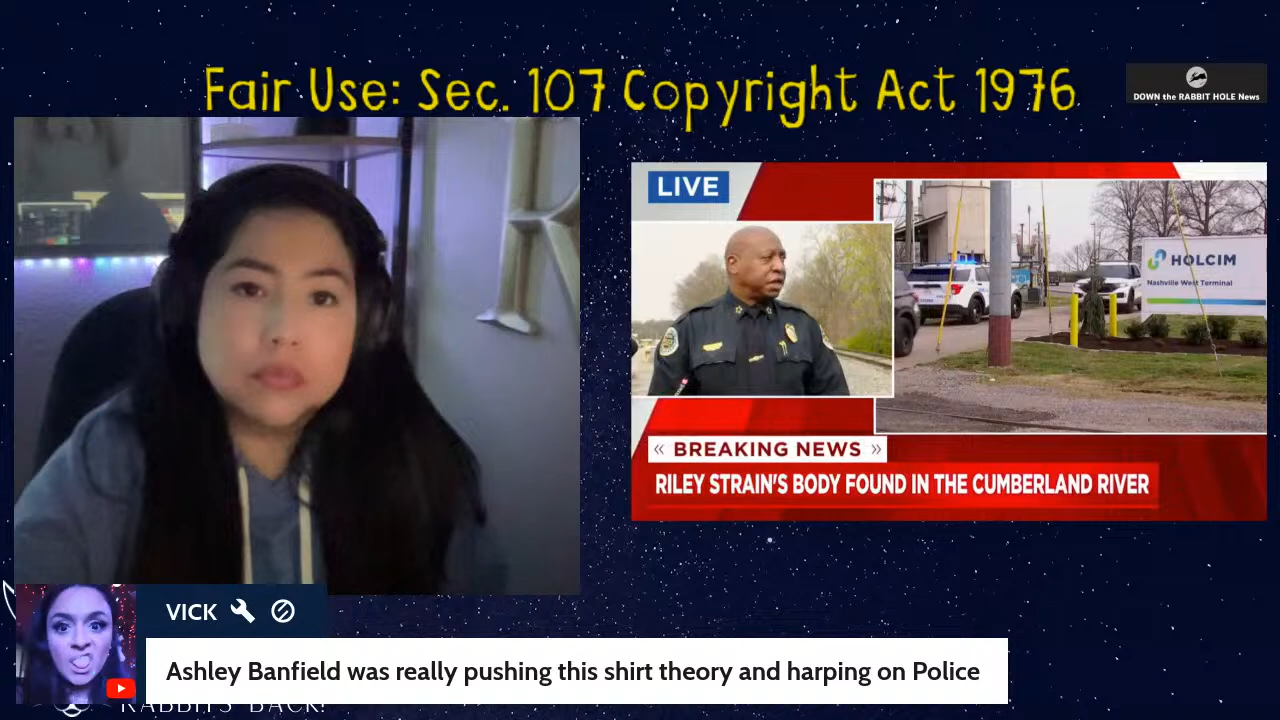 Fair Use: Sec. 107 Copyright Act 1976
DOWN the RABBIT HOLE News
LIVE
HOLCIM
Nashville West Terminal
« BREAKING NEWS »
RILEY STRAIN'S BODY FOUND IN THE CUMBERLAND RIVER
VICK
Ashley Banfield was really pushing this shirt theory and harping on Police
RABBITS BACK!